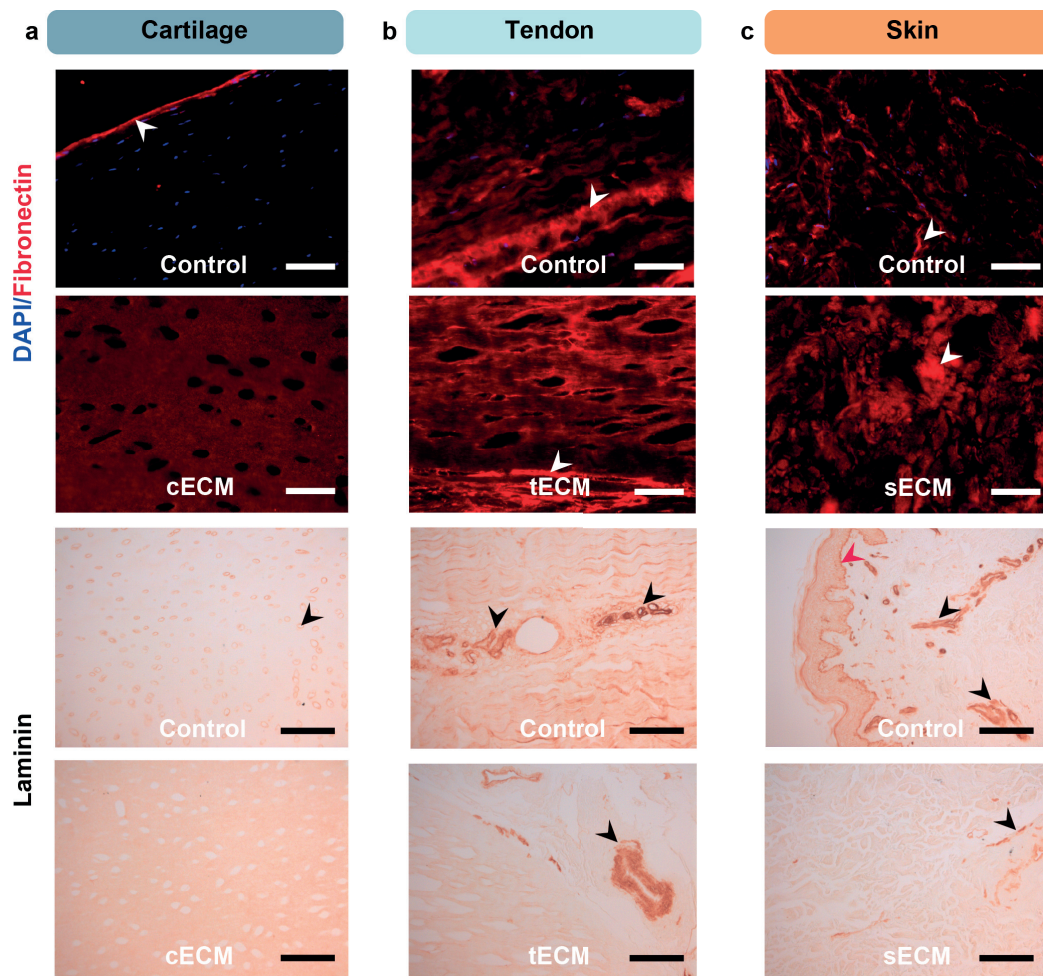 a
Cartilage
b
Tendon
c
Skin
DAPI/Fibronectin
Control
Control
Control
cECM
tECM
sECM
Laminin
Control
Control
Control
cECM
tECM
sECM